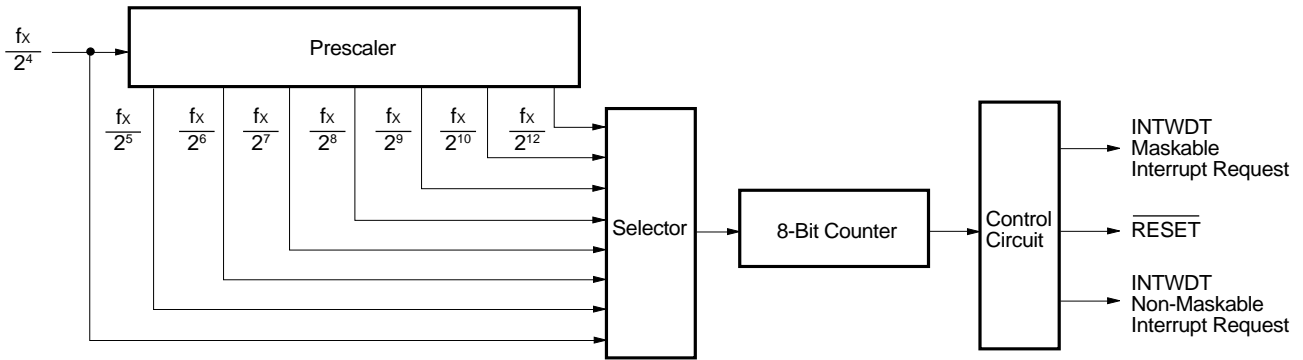 fX
2⁴
Prescaler
fX
2⁵
fX
2⁶
fX
2⁷
fX
2⁸
fX
2⁹
fX
2¹⁰
fX
2¹²
Selector
8-Bit Counter
Control
Circuit
INTWDT
Maskable
Interrupt Request
RESET
INTWDT
Non-Maskable
Interrupt Request